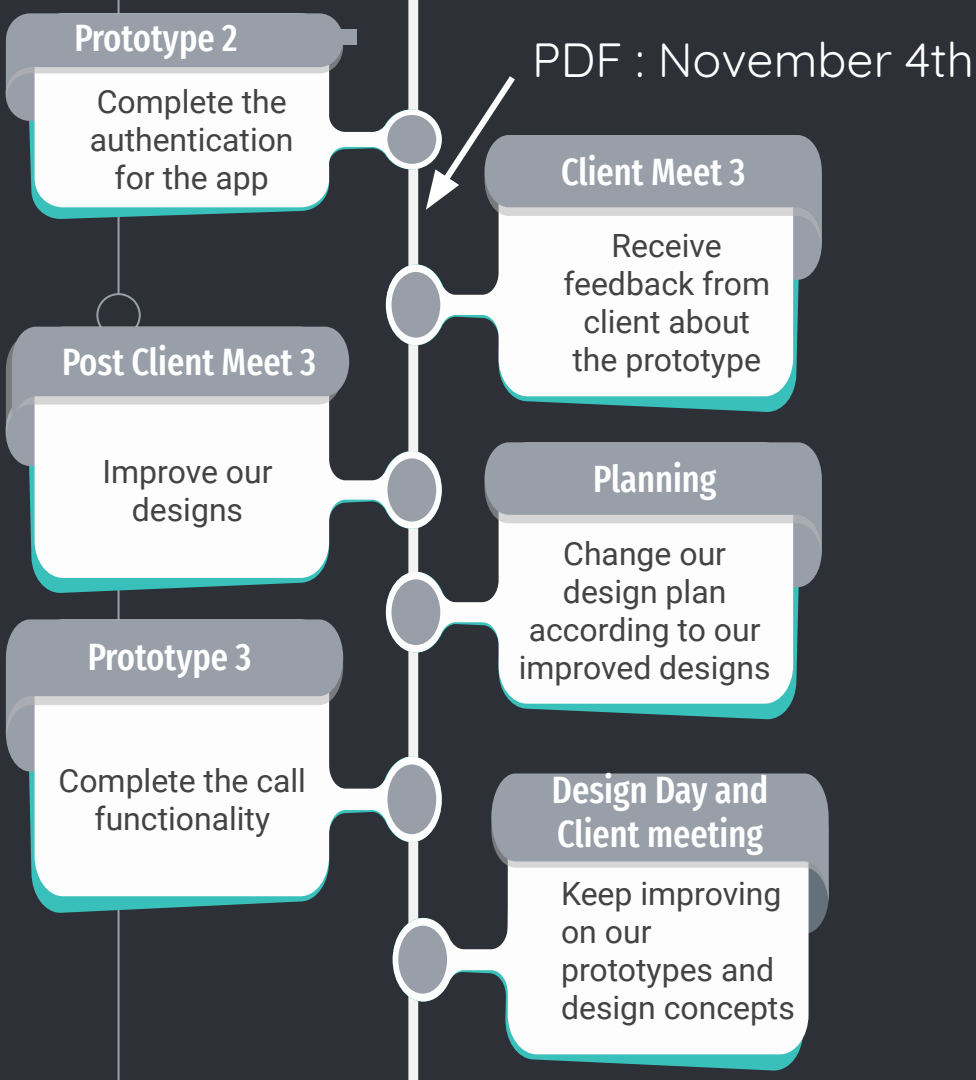 Prototype 2
Complete the
authentication
for the app
PDF : November 4th
Client Meet 3
Receive
feedback from
client about
the prototype
Post Client Meet 3
Improve our
designs
Planning
Change our
design plan
according to our
improved designs
Prototype 3
Complete the call
functionality
Design Day and
Client meeting
Keep improving
on our
prototypes and
design concepts